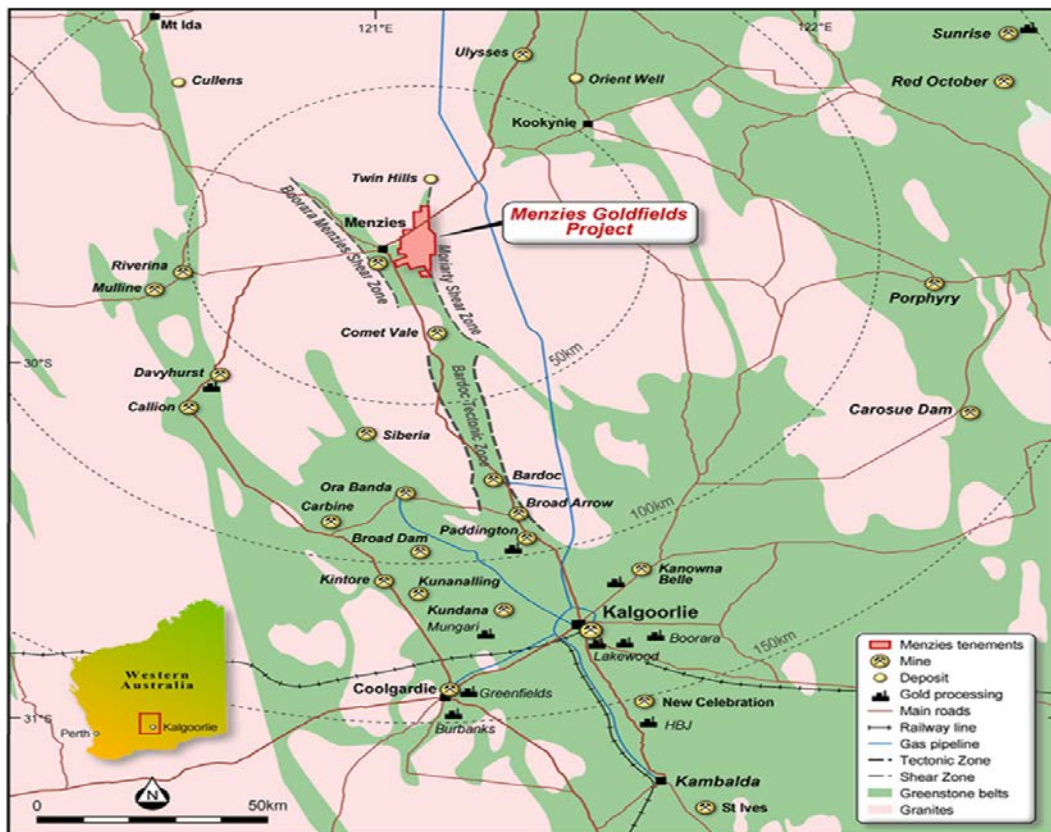 Mt Ida
121°E
122°E
Ulysses
Sunrise
Cullens
Orient Well
Red October
Kookynie
Twin Hills
Boorara Menzies Shear Zone
Menzies
Menzies Goldfields
Project
Moriarty Shear Zone
Riverina
Mulline
Porphyry
Comet Vale
50km
30°S
Davyhurst
Bardoc Tectonic Zone
Callion
Carosue Dam
Siberia
Bardoc
Ora Banda
Broad Arrow
100km
Carbine
Paddington
Broad Dam
Kanowna
Belle
Kintore
Kunanalling
Kundana
Kalgoorlie
Mungari
Boorara
Lakewood
150km
Coolgardie
Greenfields
New Celebration
31°S
Burbanks
HBJ
Kambalda
St Ives
Western
Australia
Perth
Kalgoorlie
N
0
50km
Menzies tenements
Mine
Deposit
Gold processing
Main roads
Railway line
Gas pipeline
Tectonic Zone
Shear Zone
Greenstone belts
Granites